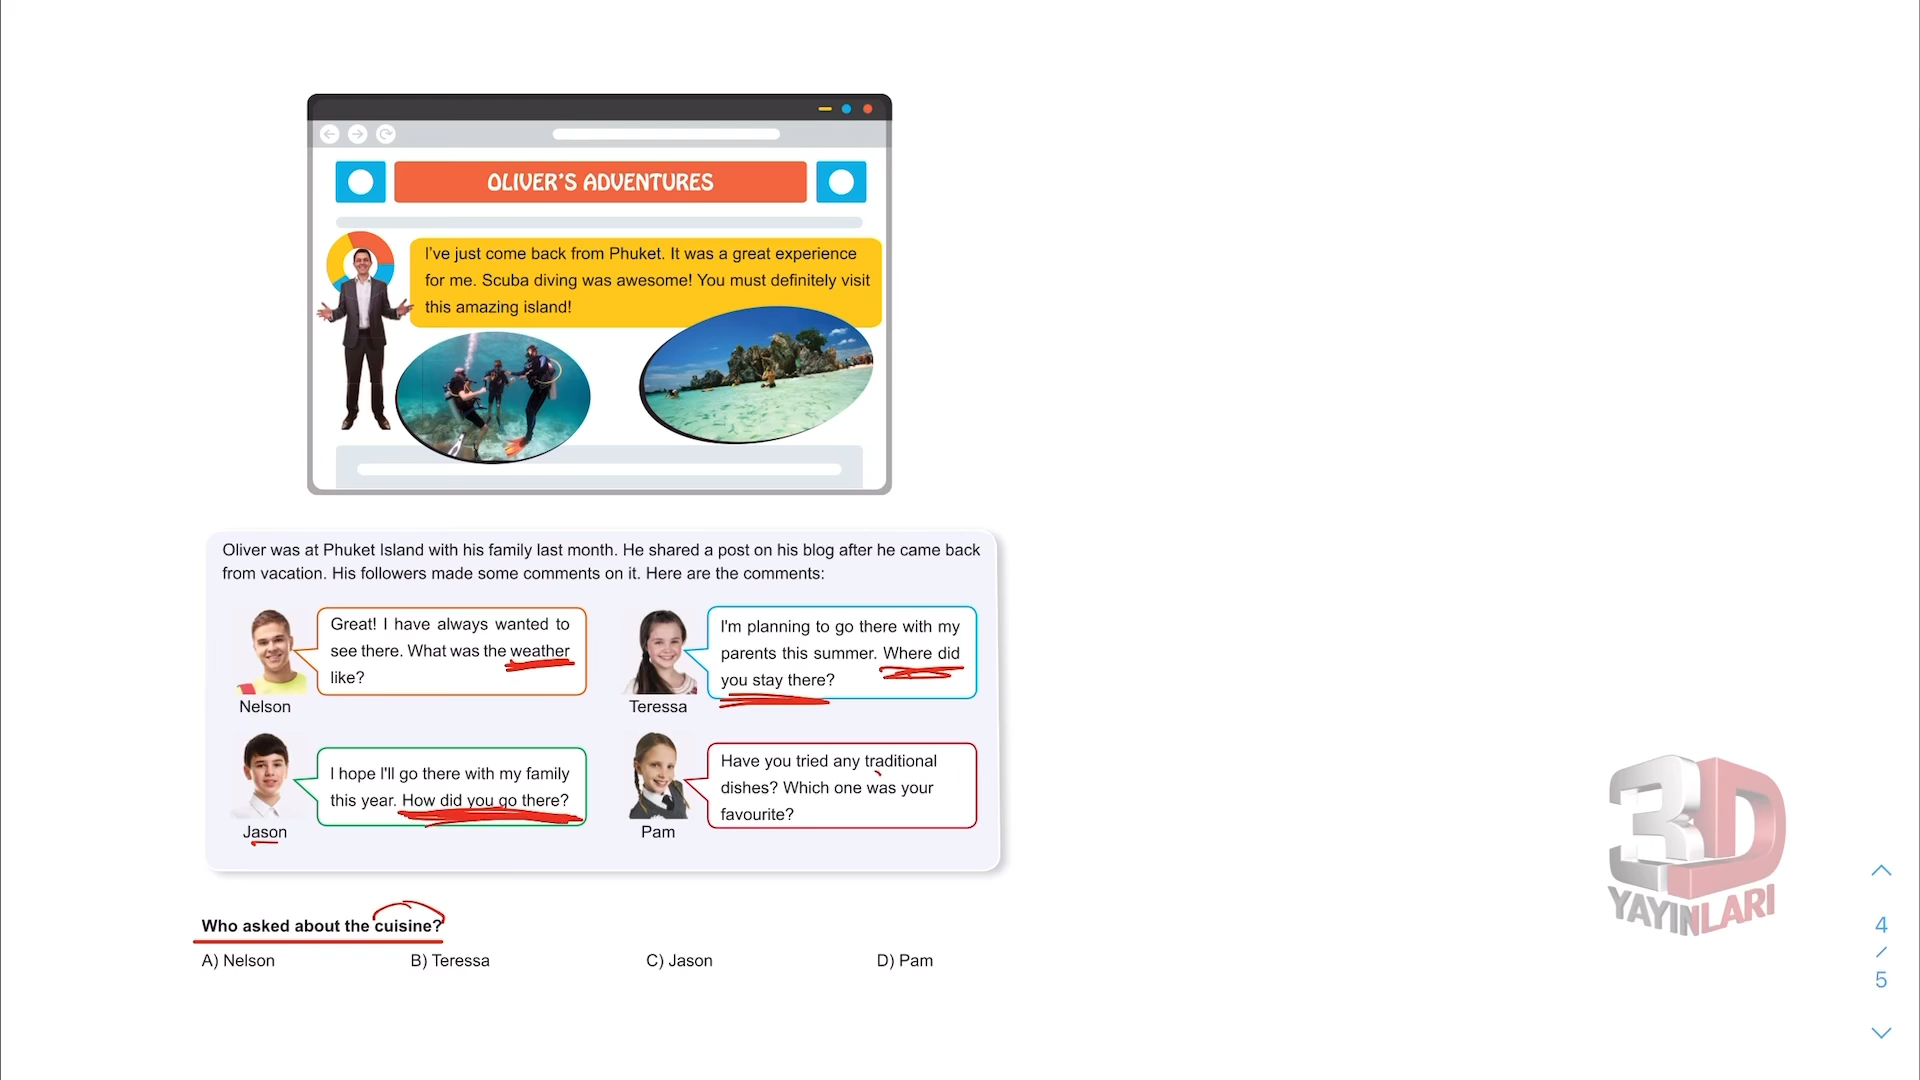 OLIVER'S ADVENTURES
I've just come back from Phuket. It was a great experience
for me. Scuba diving was awesome! You must definitely visit
this amazing island!
Oliver was at Phuket Island with his family last month. He shared a post on his blog after he came back
from vacation. His followers made some comments on it. Here are the comments:
Great! I have always wanted to
see there. What was the weather
like?
Nelson
I'm planning to go there with my
parents this summer. Where did
you stay there?
Teressa
I hope I'll go there with my family
this year. How did you go there?
Jason
Have you tried any traditional
dishes? Which one was your
favourite?
Pam
Who asked about the cuisine?
A) Nelson
B) Teressa
C) Jason
D) Pam
3D
YAYINLARI
4
/
5